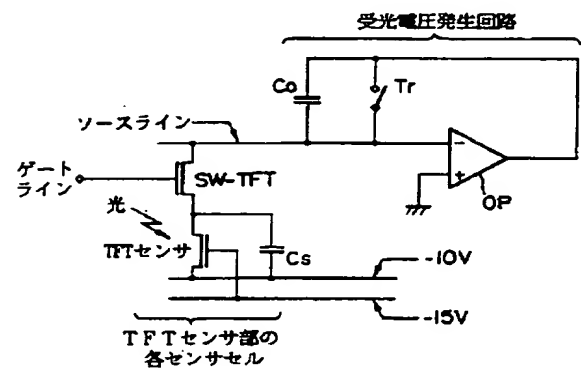 受光電圧発生回路
Co
Tr
ソースライン
ゲート
ライン
SW-TFT
−
+
OP
光
TFTセンサ
Cs
-10V
-15V
TFTセンサ部の
各センサセル